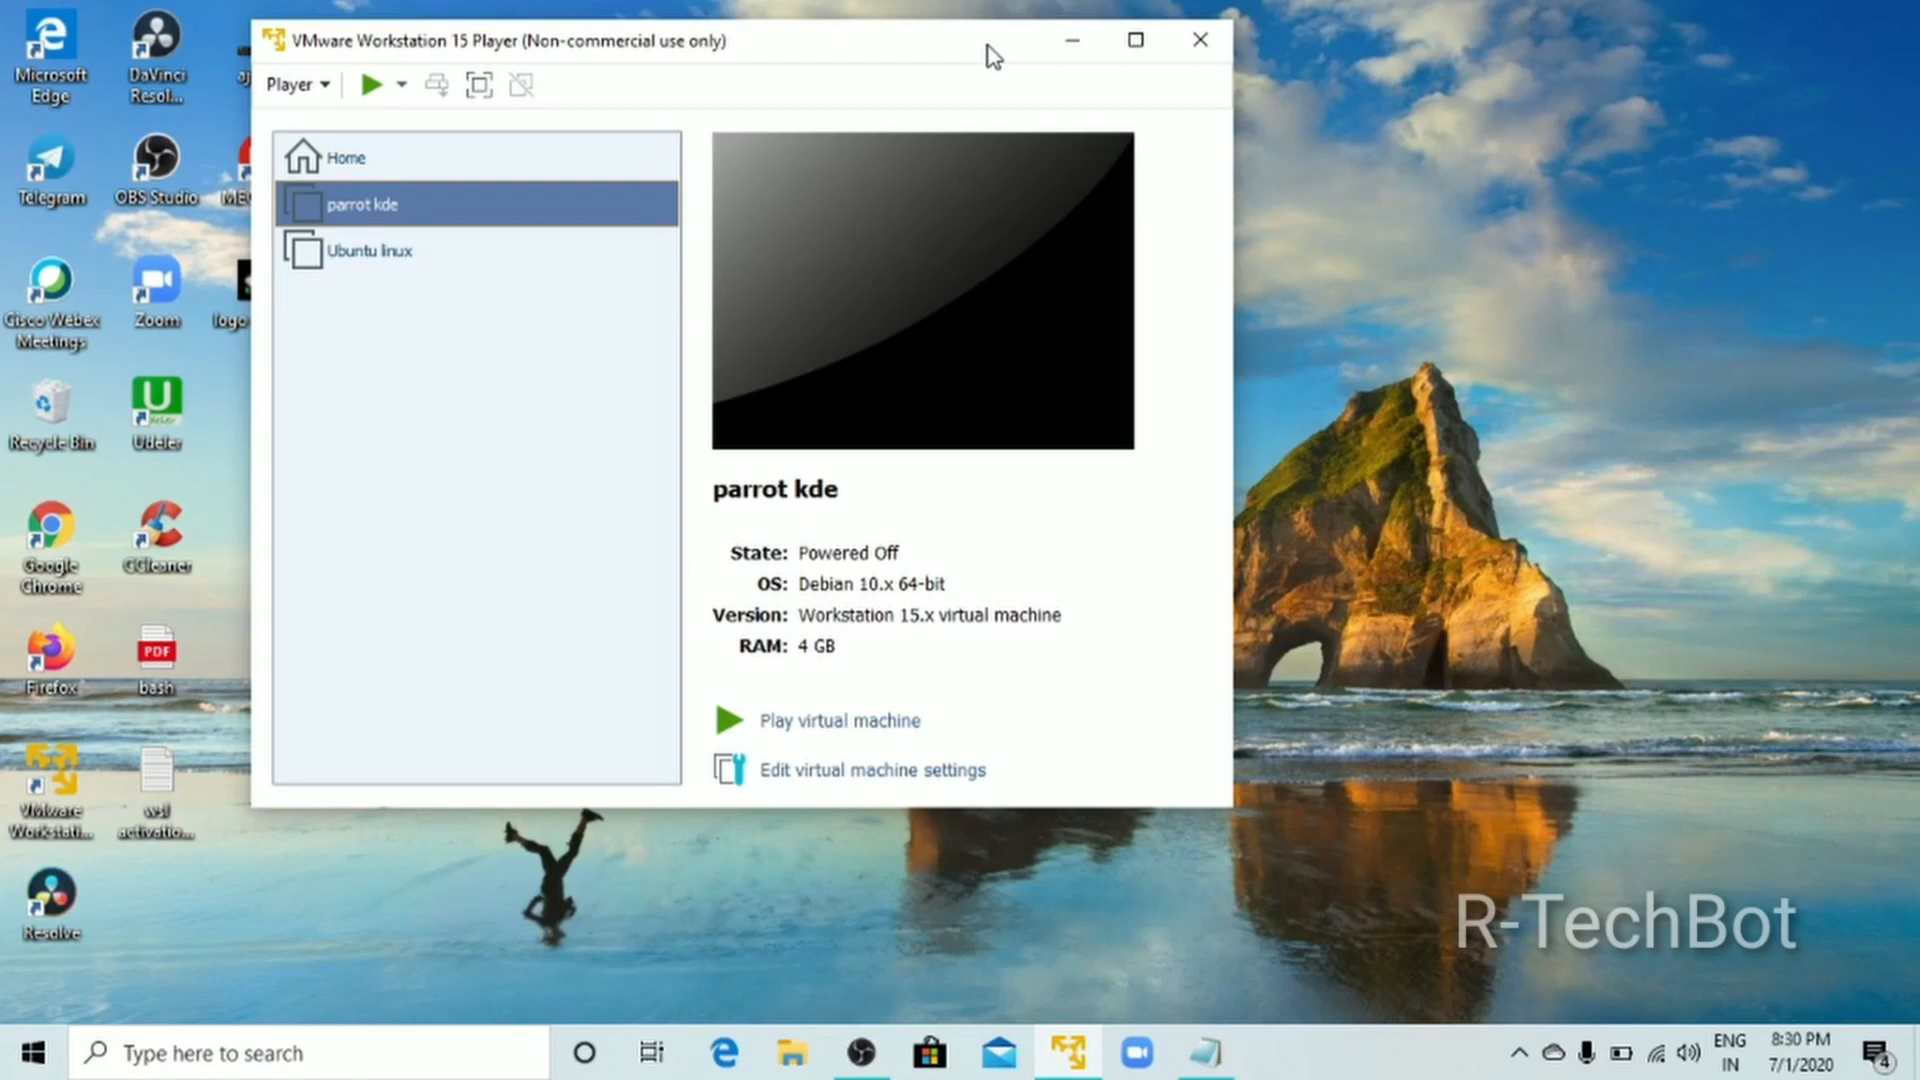 VMware Workstation 15 Player (Non-commercial use only)
Player
Home
parrot kde
Ubuntu linux
parrot kde
State: Powered Off
OS: Debian 10.x 64-bit
Version: Workstation 15.x virtual machine
RAM: 4 GB
Play virtual machine
Edit virtual machine settings
Microsoft
Edge
DaVinci
Resol...
Telegram
OBS Studio
Cisco Webex
Meetings
Zoom
logo
Recycle Bin
Udeler
Google
Chrome
CCleaner
Firefox
PDF
bash
VMware
Workstati...
wsl
activatio...
Resolve
R-TechBot
Type here to search
ENG
IN
8:30 PM
7/1/2020
4